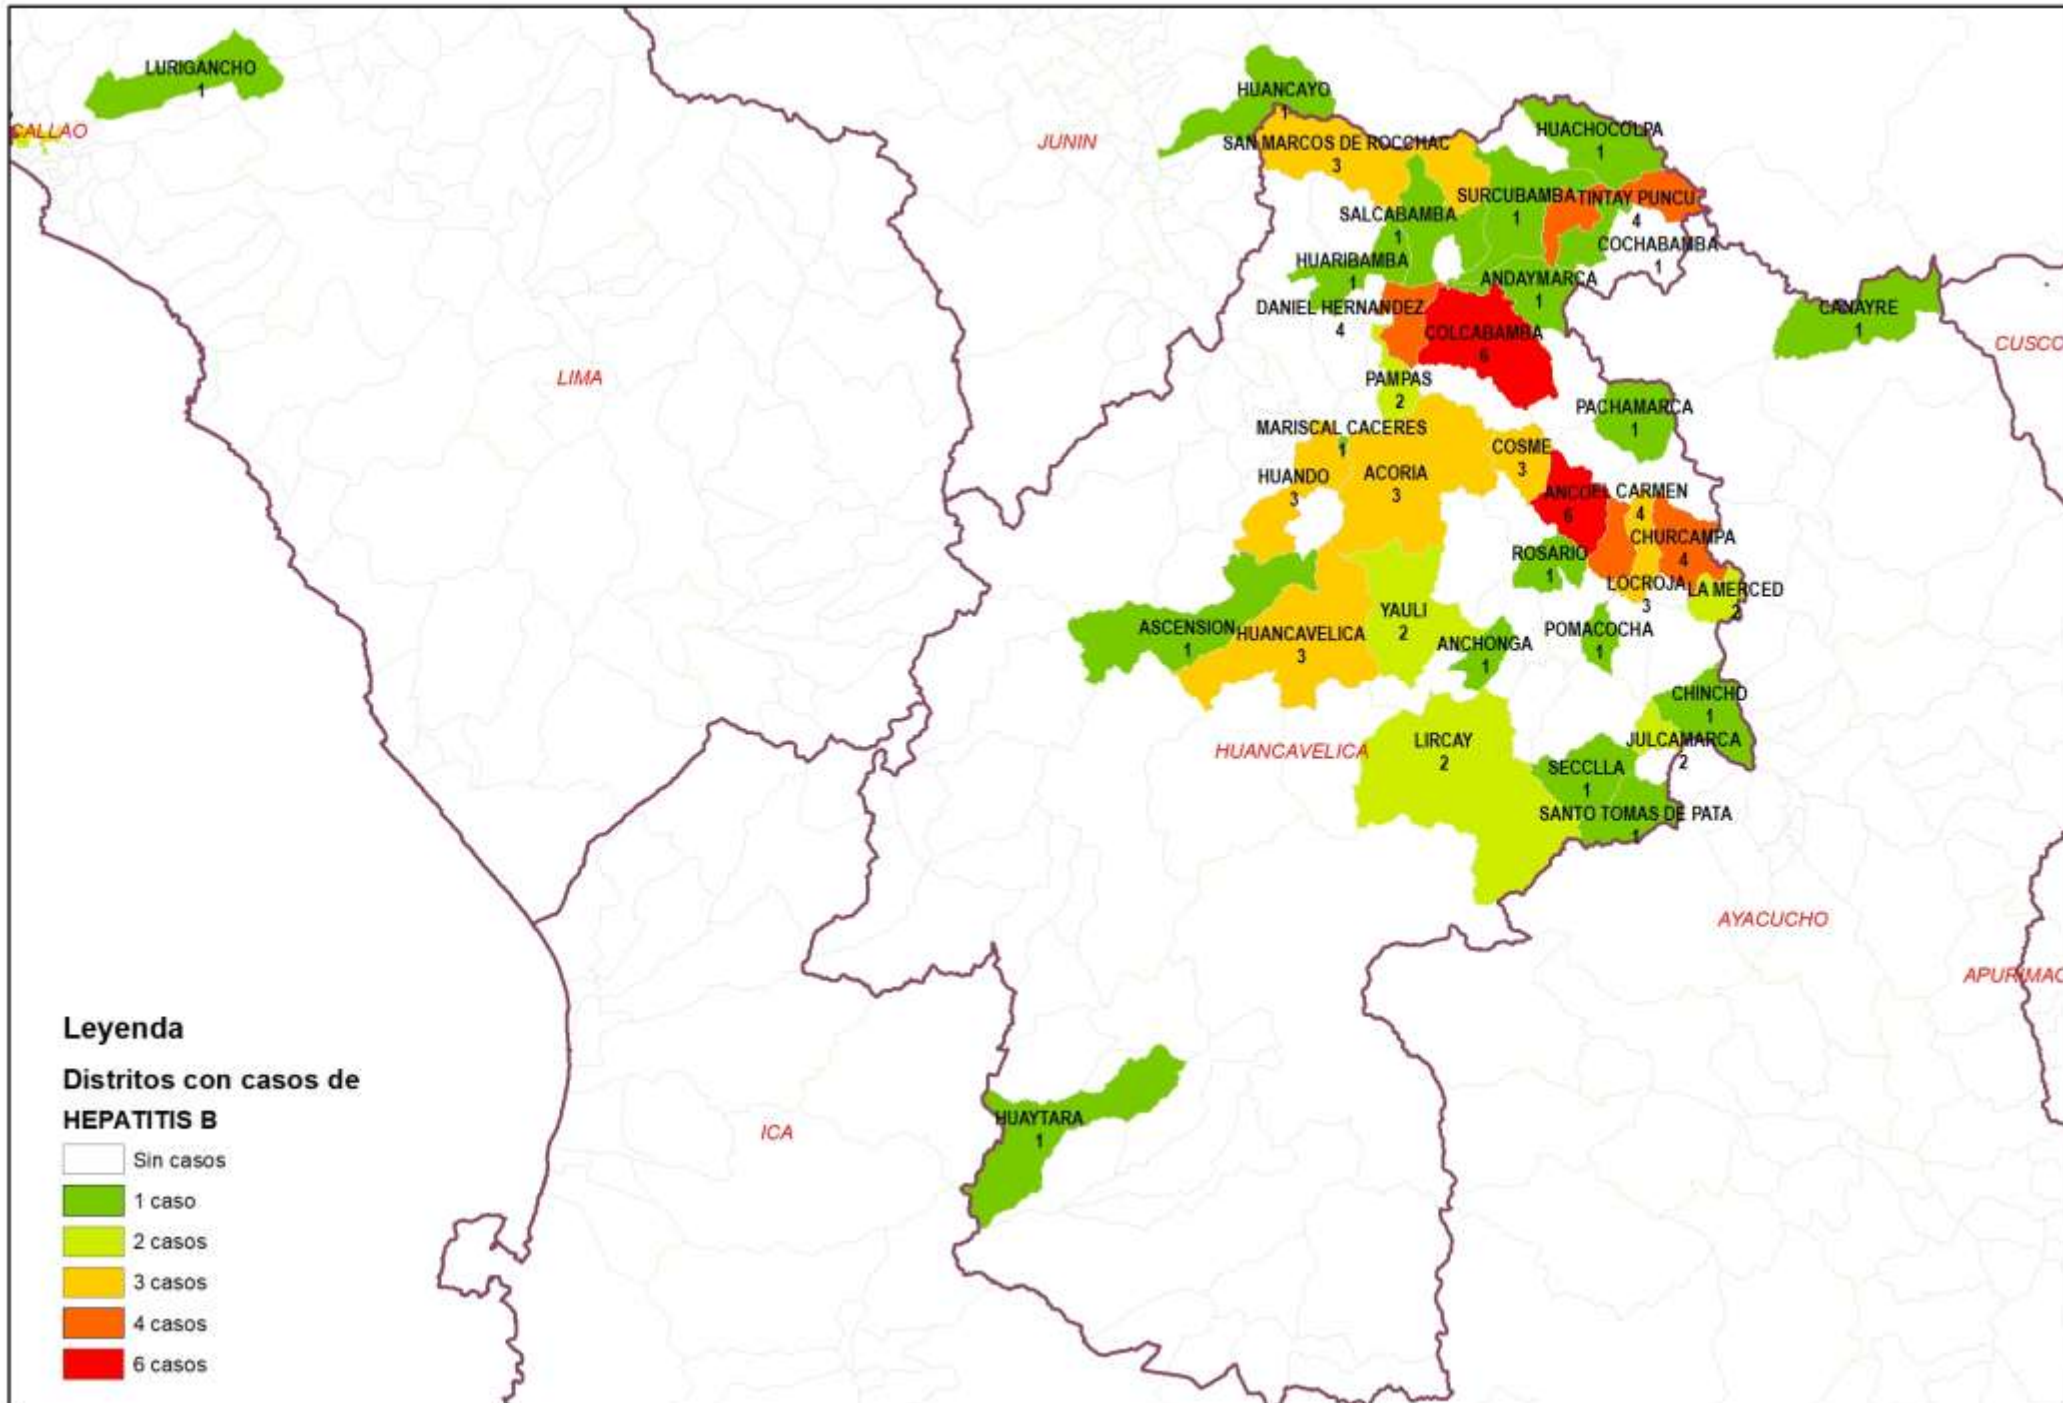 LURIGANCHO
1
CALLAO
HUANCAYO
1
JUNIN
SAN MARCOS DE ROCCHAC
3
HUACHOCOLPA
1
SURCUBAMBA
1
TINTAY PUNCU
4
SALCABAMBA
1
COCHABAMBA
1
HUARIBAMBA
1
ANDAYMARCA
1
DANIEL HERNANDEZ
4
COLCABAMBA
6
CANAYRE
1
CUSCO
LIMA
PAMPAS
2
PACHAMARCA
1
MARISCAL CACERES
1
COSME
3
HUANDO
3
ACORIA
3
ANCO
6
EL CARMEN
4
CHURCAMPA
4
ROSARIO
1
LOCROJA
3
LA MERCED
2
ASCENSION
1
HUANCAVELICA
3
YAULI
2
ANCHONGA
1
POMACOCHA
1
CHINCHO
1
HUANCAVELICA
LIRCAY
2
JULCAMARCA
2
SECCLLA
1
SANTO TOMAS DE PATA
1
AYACUCHO
APURIMAC
HUAYTARA
1
ICA
Leyenda
Distritos con casos de
HEPATITIS B
Sin casos
1 caso
2 casos
3 casos
4 casos
6 casos